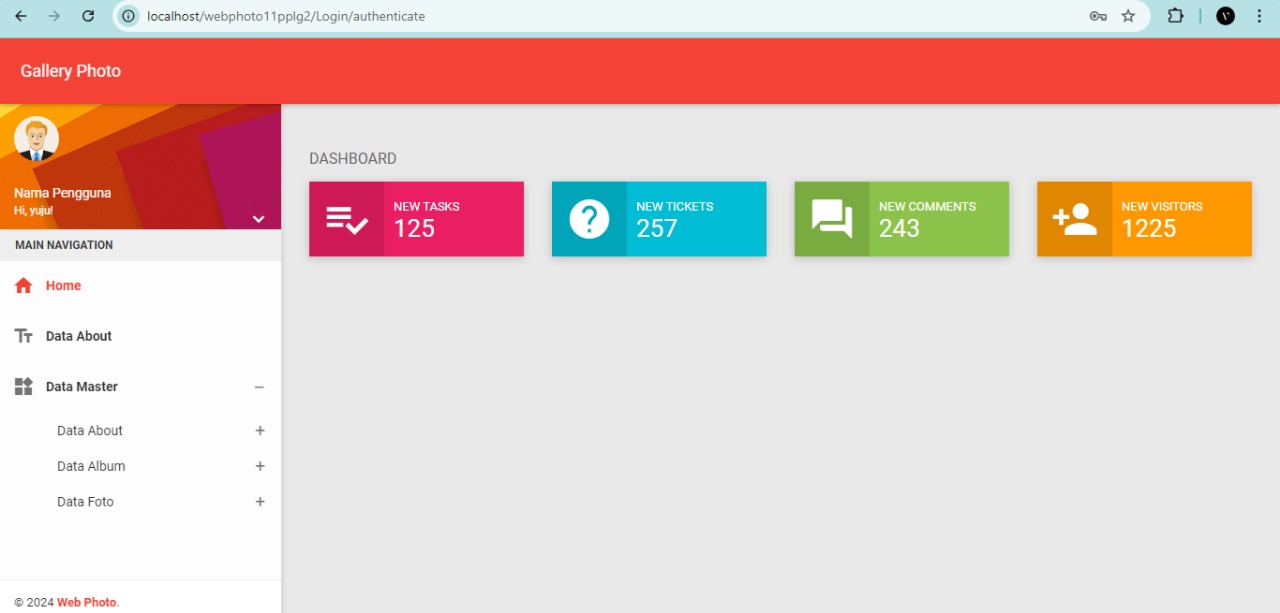 localhost/webphoto11pplg2/Login/authenticate
V
Gallery Photo
Nama Pengguna
Hi, yuju!
MAIN NAVIGATION
Home
Data About
Data Master
Data About
Data Album
Data Foto
© 2024 Web Photo.
DASHBOARD
NEW TASKS
125
NEW TICKETS
257
NEW COMMENTS
243
NEW VISITORS
1225